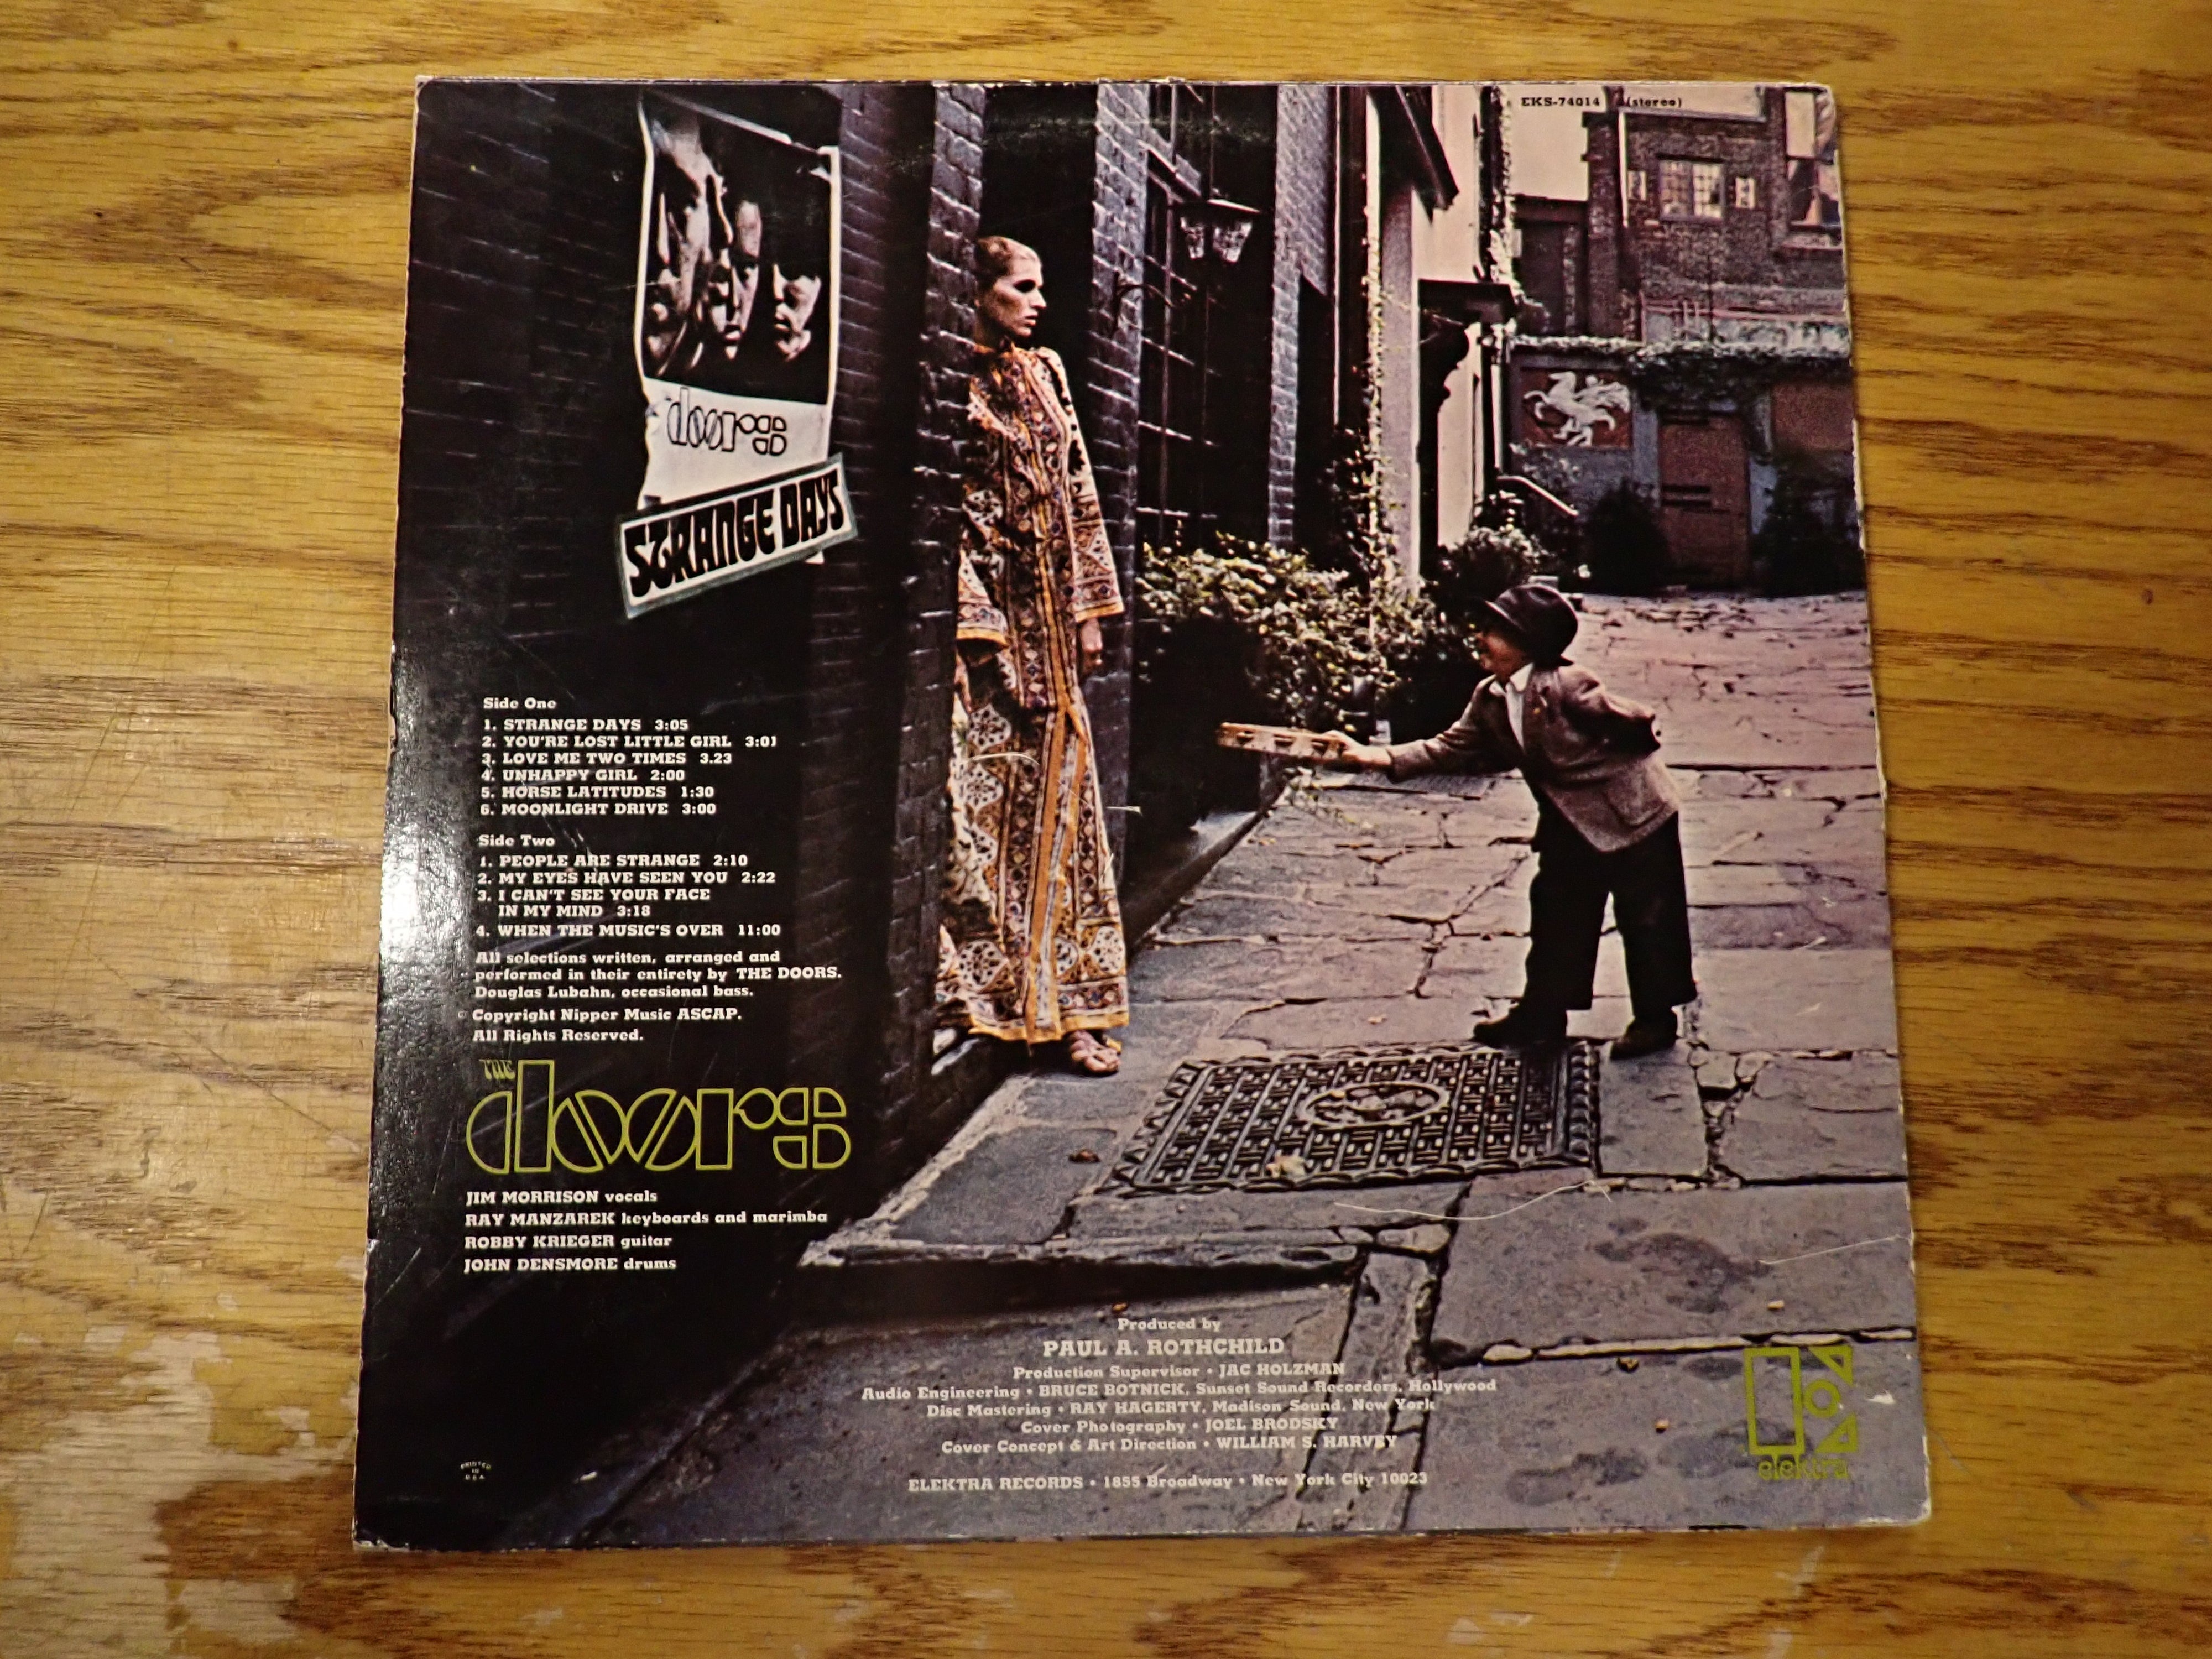 EKS-74014 (stereo)
doors
STRANGE DAYS
Side One
1. STRANGE DAYS 3:05
2. YOU'RE LOST LITTLE GIRL 3:01
3. LOVE ME TWO TIMES 3.23
4. UNHAPPY GIRL 2:00
5. HORSE LATITUDES 1:30
6. MOONLIGHT DRIVE 3:00
Side Two
1. PEOPLE ARE STRANGE 2:10
2. MY EYES HAVE SEEN YOU 2:22
3. I CAN'T SEE YOUR FACE
IN MY MIND 3:18
4. WHEN THE MUSIC'S OVER 11:00
All selections written, arranged and
performed in their entirety by THE DOORS.
Douglas Lubahn, occasional bass.
© Copyright Nipper Music ASCAP.
All Rights Reserved.
THE
doors
JIM MORRISON vocals
RAY MANZAREK keyboards and marimba
ROBBY KRIEGER guitar
JOHN DENSMORE drums
Produced by
PAUL A. ROTHCHILD
Production Supervisor • JAC HOLZMAN
Audio Engineering • BRUCE BOTNICK, Sunset Sound Recorders, Hollywood
Disc Mastering • RAY HAGERTY, Madison Sound, New York
Cover Photography • JOEL BRODSKY
Cover Concept & Art Direction • WILLIAM S. HARVEY
ELEKTRA RECORDS • 1855 Broadway • New York City 10023
elektra
PRINTED
IN
U.S.A.